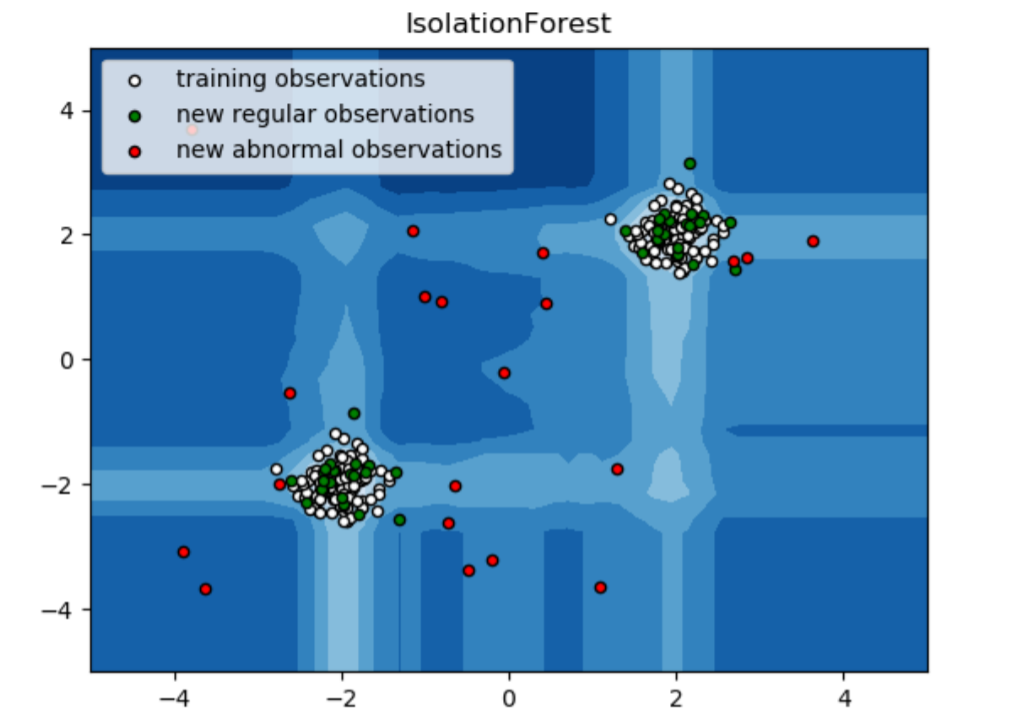 IsolationForest
training observations
new regular observations
new abnormal observations
4
2
0
−2
−4
−4
−2
0
2
4